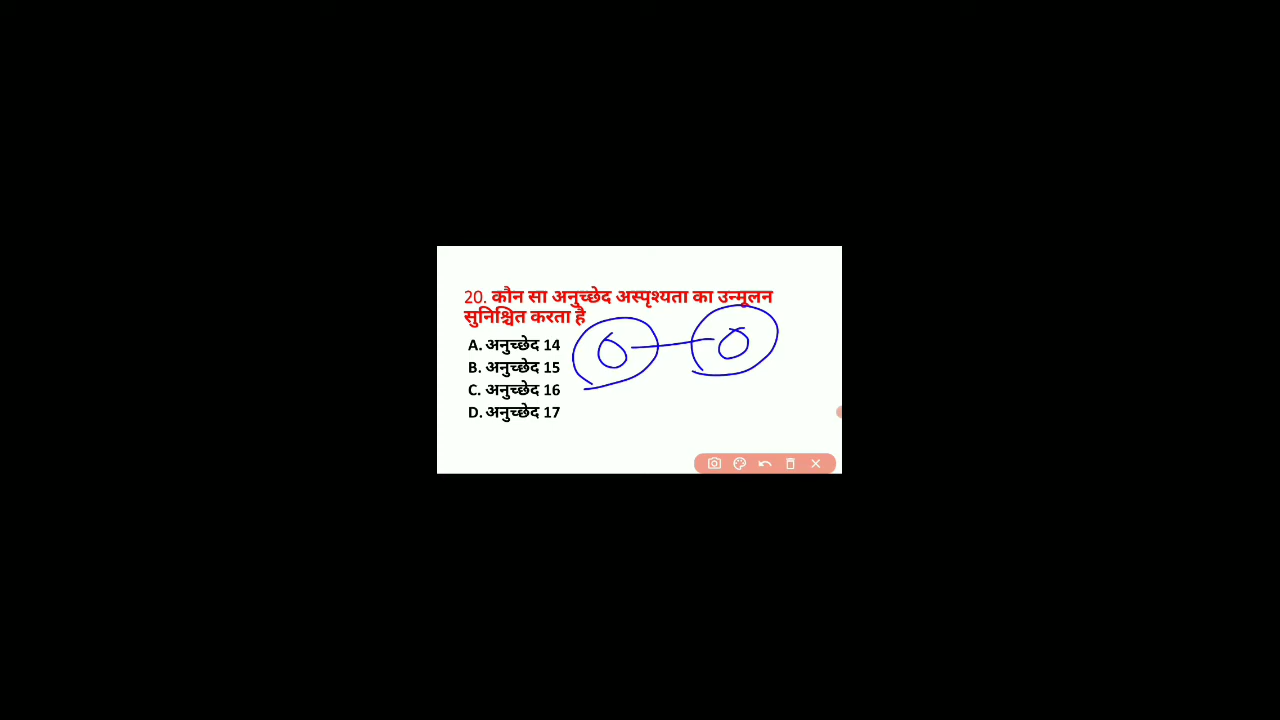 20. कौन सा अनुच्छेद अस्पृश्यता का उन्मूलन
सुनिश्चित करता है
A. अनुच्छेद 14
B. अनुच्छेद 15
C. अनुच्छेद 16
D. अनुच्छेद 17